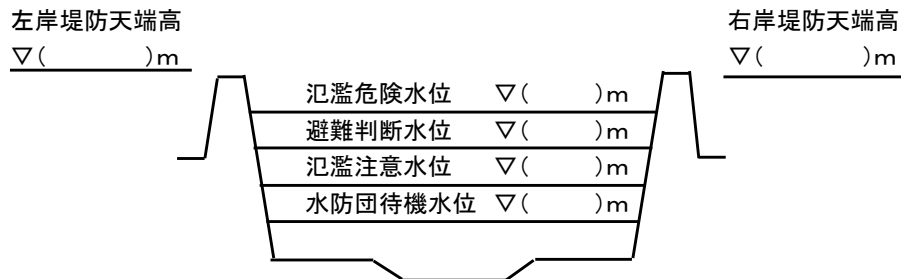 左岸堤防天端高
▽(　　　　)m
右岸堤防天端高
▽(　　　　)m
氾濫危険水位　▽(　　　)m
避難判断水位　▽(　　　)m
氾濫注意水位　▽(　　　)m
水防団待機水位　▽(　　　)m